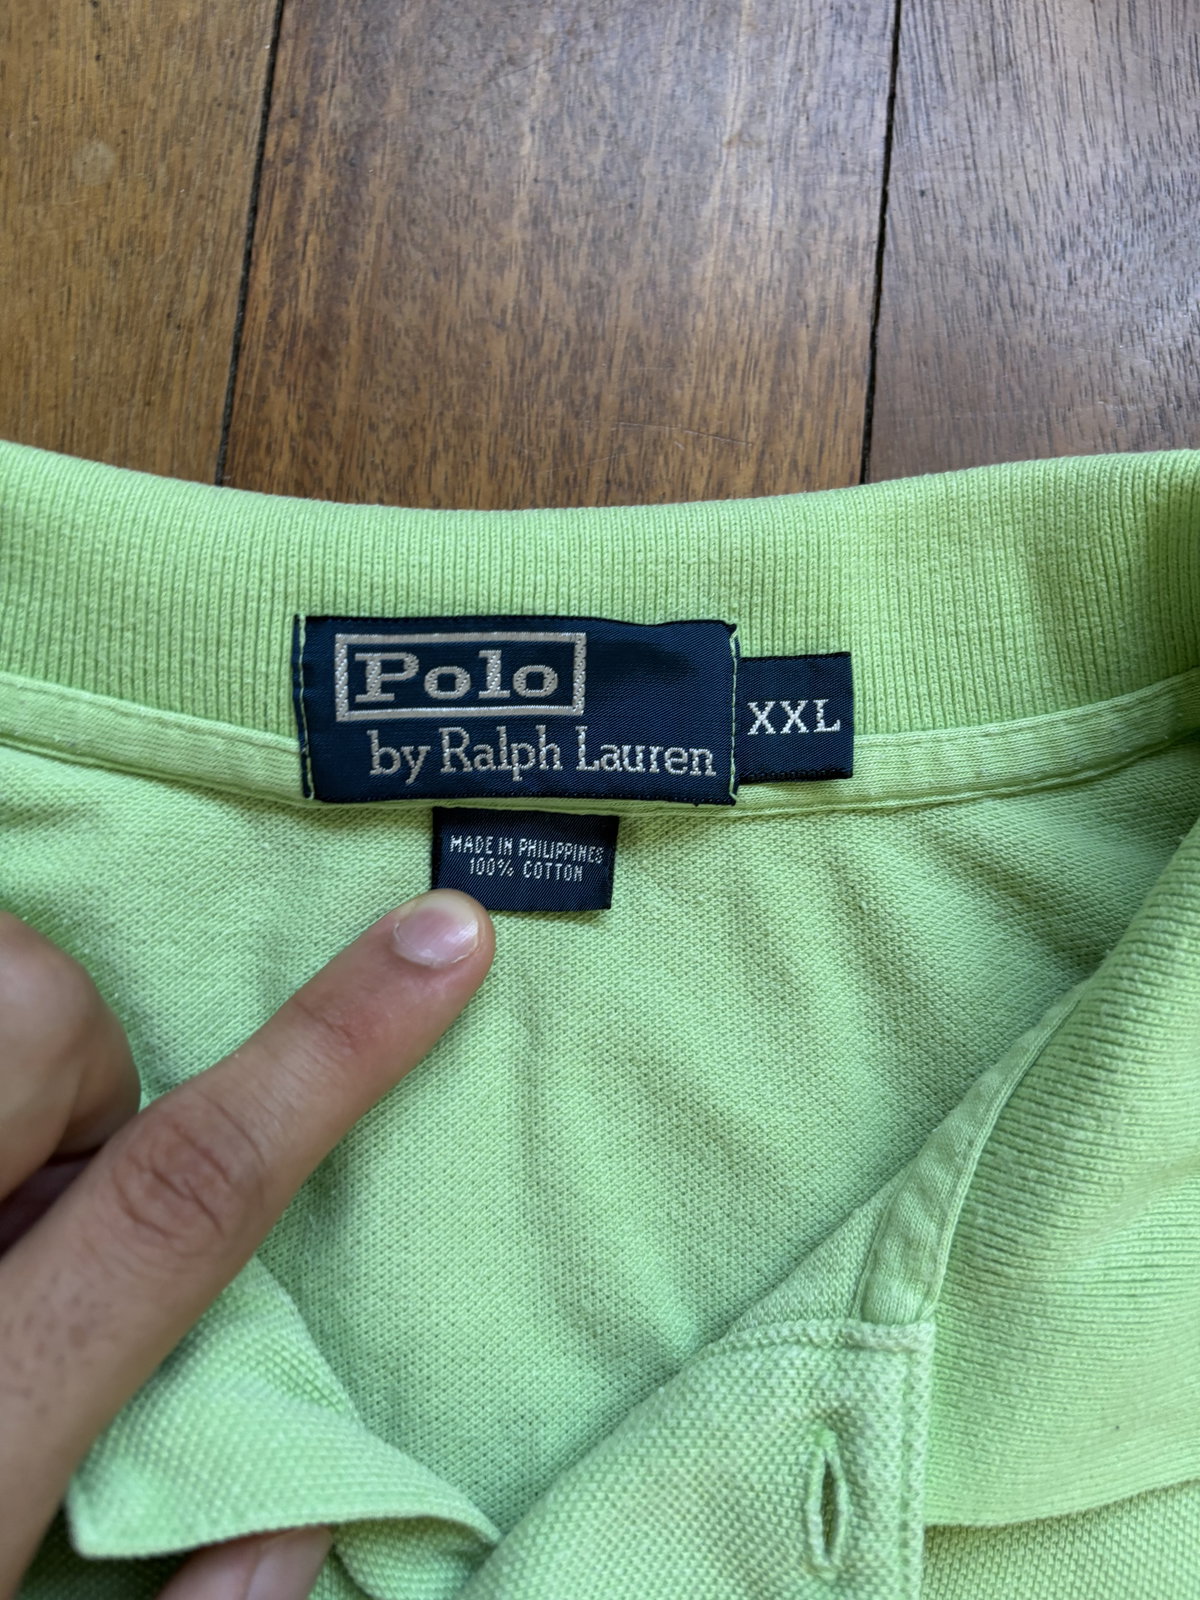 Polo
by Ralph Lauren
XXL
MADE IN PHILIPPINES
100% COTTON